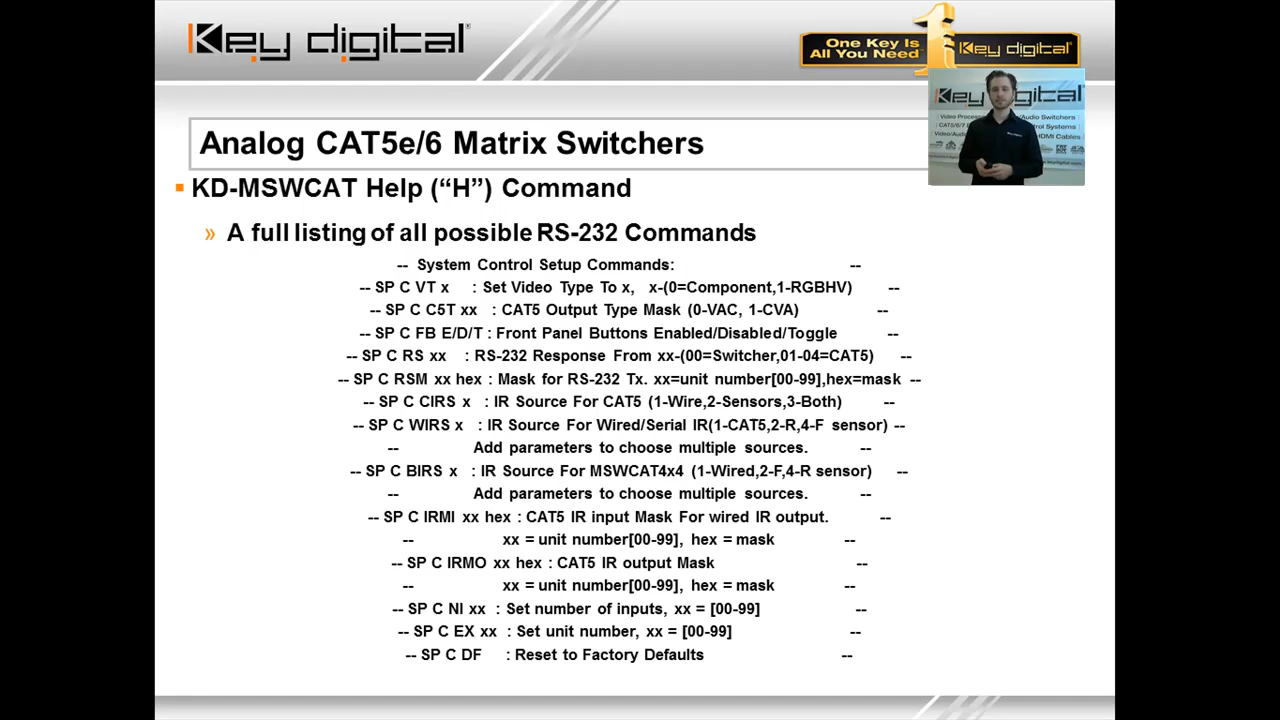 Key digital
One Key Is
All You Need
Key digital
Key digital
Analog CAT5e/6 Matrix Switchers
▪ KD-MSWCAT Help (“H”) Command
» A full listing of all possible RS-232 Commands
-- System Control Setup Commands: --
-- SP C VT x : Set Video Type To x, x-(0=Component,1-RGBHV) --
-- SP C C5T xx : CAT5 Output Type Mask (0-VAC, 1-CVA) --
-- SP C FB E/D/T : Front Panel Buttons Enabled/Disabled/Toggle --
-- SP C RS xx : RS-232 Response From xx-(00=Switcher,01-04=CAT5) --
-- SP C RSM xx hex : Mask for RS-232 Tx. xx=unit number[00-99],hex=mask --
-- SP C CIRS x : IR Source For CAT5 (1-Wire,2-Sensors,3-Both) --
-- SP C WIRS x : IR Source For Wired/Serial IR(1-CAT5,2-R,4-F sensor) --
-- Add parameters to choose multiple sources. --
-- SP C BIRS x : IR Source For MSWCAT4x4 (1-Wired,2-F,4-R sensor) --
-- Add parameters to choose multiple sources. --
-- SP C IRMI xx hex : CAT5 IR input Mask For wired IR output. --
-- xx = unit number[00-99], hex = mask --
-- SP C IRMO xx hex : CAT5 IR output Mask --
-- xx = unit number[00-99], hex = mask --
-- SP C NI xx : Set number of inputs, xx = [00-99] --
-- SP C EX xx : Set unit number, xx = [00-99] --
-- SP C DF : Reset to Factory Defaults --